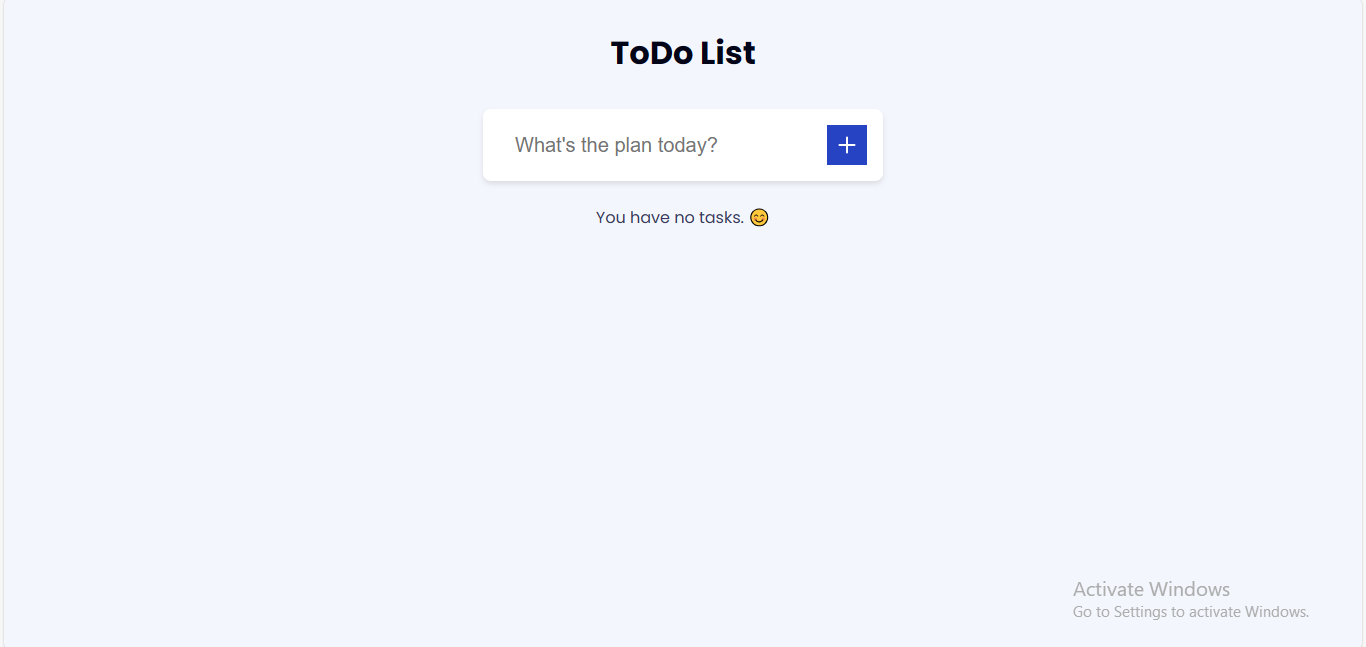 ToDo List
What's the plan today?
You have no tasks. 😊
Activate Windows
Go to Settings to activate Windows.